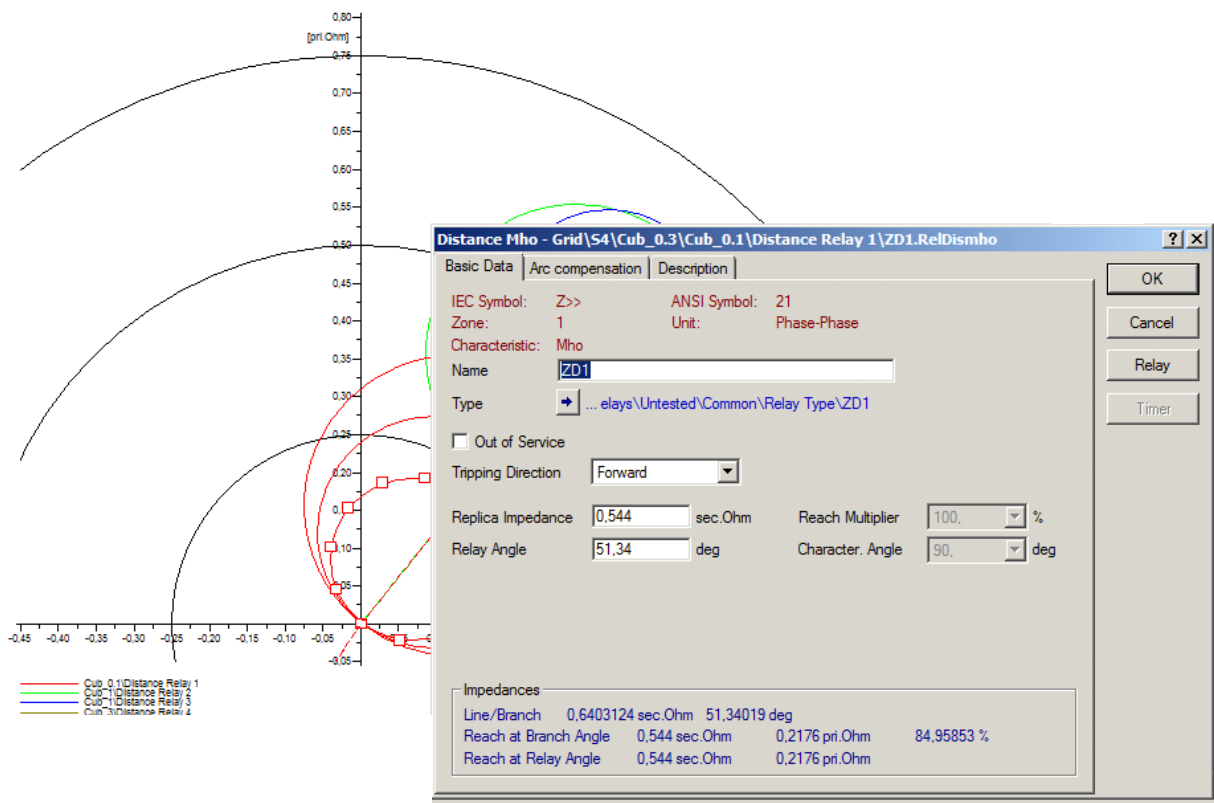 0,80
[pri.Ohm]
0,75
0,70
0,65
0,60
0,55
0,50
0,45
0,40
0,35
0,30
0,25
0,20
0,10
-0,05
-0,45 -0,40 -0,35 -0,30 -0,25 -0,20 -0,15 -0,10 -0,05
Cub_0.1\Distance Relay 1
Cub_1\Distance Relay 2
Cub_1\Distance Relay 3
Cub_3\Distance Relay 4
Distance Mho - Grid\S4\Cub_0.3\Cub_0.1\Distance Relay 1\ZD1.RelDismho
Basic Data Arc compensation Description
IEC Symbol: Z>> ANSI Symbol: 21
Zone: 1 Unit: Phase-Phase
Characteristic: Mho
Name ZD1
Type ... elays\Untested\Common\Relay Type\ZD1
Out of Service
Tripping Direction Forward
Replica Impedance 0,544 sec.Ohm Reach Multiplier 100, %
Relay Angle 51,34 deg Character. Angle 90, deg
Impedances
Line/Branch 0,6403124 sec.Ohm 51,34019 deg
Reach at Branch Angle 0,544 sec.Ohm 0,2176 pri.Ohm 84,95853 %
Reach at Relay Angle 0,544 sec.Ohm 0,2176 pri.Ohm
OK
Cancel
Relay
Timer